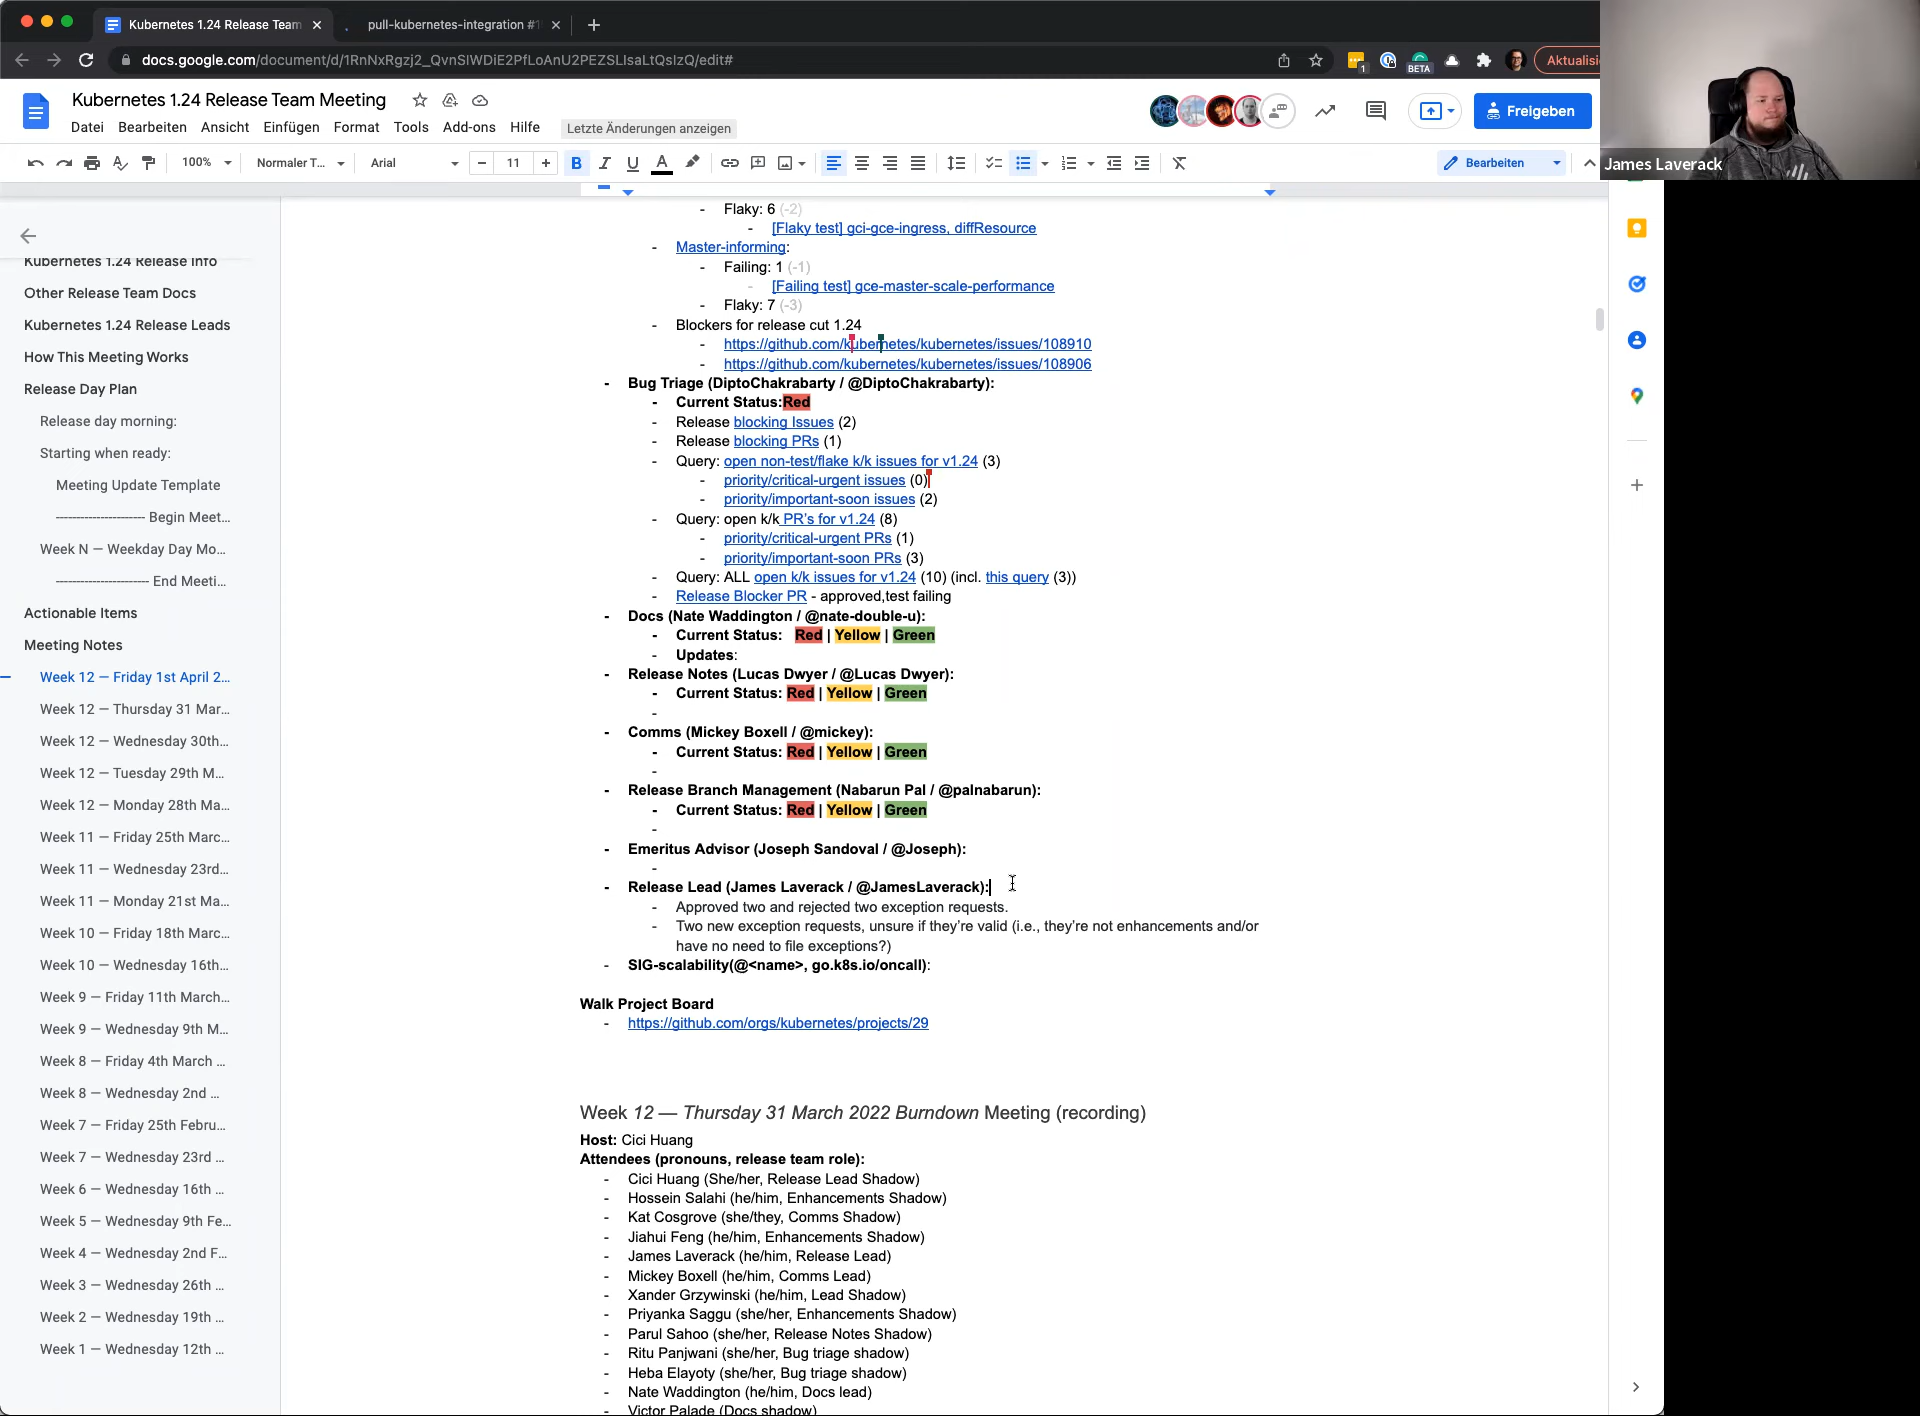 Kubernetes 1.24 Release Team
pull-kubernetes-integration #1
docs.google.com/document/d/1RnNxRgzj2_QvnSIWDiE2PfLoAnU2PEZSLIsaLtQsIzQ/edit#
1
BETA
Aktualisi
Kubernetes 1.24 Release Team Meeting
Datei Bearbeiten Ansicht Einfügen Format Tools Add-ons Hilfe Letzte Änderungen anzeigen
Freigeben
100% Normaler T... Arial 11 B I U A Bearbeiten
James Laverack
Kubernetes 1.24 Release Info
Other Release Team Docs
Kubernetes 1.24 Release Leads
How This Meeting Works
Release Day Plan
Release day morning:
Starting when ready:
Meeting Update Template
---------------------- Begin Meet...
Week N — Weekday Day Mo...
----------------------- End Meeti...
Actionable Items
Meeting Notes
Week 12 — Friday 1st April 2...
Week 12 — Thursday 31 Mar...
Week 12 — Wednesday 30th...
Week 12 — Tuesday 29th M...
Week 12 — Monday 28th Ma...
Week 11 — Friday 25th Marc...
Week 11 — Wednesday 23rd...
Week 11 — Monday 21st Ma...
Week 10 — Friday 18th Marc...
Week 10 — Wednesday 16th...
Week 9 — Friday 11th March...
Week 9 — Wednesday 9th M...
Week 8 — Friday 4th March ...
Week 8 — Wednesday 2nd ...
Week 7 — Friday 25th Febru...
Week 7 — Wednesday 23rd ...
Week 6 — Wednesday 16th ...
Week 5 — Wednesday 9th Fe...
Week 4 — Wednesday 2nd F...
Week 3 — Wednesday 26th ...
Week 2 — Wednesday 19th ...
Week 1 — Wednesday 12th ...
- Flaky: 6 (-2)
- [Flaky test] gci-gce-ingress, diffResource
- Master-informing:
- Failing: 1 (-1)
- [Failing test] gce-master-scale-performance
- Flaky: 7 (-3)
- Blockers for release cut 1.24
- https://github.com/kubernetes/kubernetes/issues/108910
- https://github.com/kubernetes/kubernetes/issues/108906
- Bug Triage (DiptoChakrabarty / @DiptoChakrabarty):
- Current Status:Red
- Release blocking Issues (2)
- Release blocking PRs (1)
- Query: open non-test/flake k/k issues for v1.24 (3)
- priority/critical-urgent issues (0)
- priority/important-soon issues (2)
- Query: open k/k PR's for v1.24 (8)
- priority/critical-urgent PRs (1)
- priority/important-soon PRs (3)
- Query: ALL open k/k issues for v1.24 (10) (incl. this query (3))
- Release Blocker PR - approved,test failing
- Docs (Nate Waddington / @nate-double-u):
- Current Status: Red | Yellow | Green
- Updates:
- Release Notes (Lucas Dwyer / @Lucas Dwyer):
- Current Status: Red | Yellow | Green
-
- Comms (Mickey Boxell / @mickey):
- Current Status: Red | Yellow | Green
-
- Release Branch Management (Nabarun Pal / @palnabarun):
- Current Status: Red | Yellow | Green
-
- Emeritus Advisor (Joseph Sandoval / @Joseph):
-
- Release Lead (James Laverack / @JamesLaverack):
- Approved two and rejected two exception requests.
- Two new exception requests, unsure if they're valid (i.e., they're not enhancements and/or
have no need to file exceptions?)
- SIG-scalability(@<name>, go.k8s.io/oncall):
Walk Project Board
- https://github.com/orgs/kubernetes/projects/29
Week 12 — Thursday 31 March 2022 Burndown Meeting (recording)
Host: Cici Huang
Attendees (pronouns, release team role):
- Cici Huang (She/her, Release Lead Shadow)
- Hossein Salahi (he/him, Enhancements Shadow)
- Kat Cosgrove (she/they, Comms Shadow)
- Jiahui Feng (he/him, Enhancements Shadow)
- James Laverack (he/him, Release Lead)
- Mickey Boxell (he/him, Comms Lead)
- Xander Grzywinski (he/him, Lead Shadow)
- Priyanka Saggu (she/her, Enhancements Shadow)
- Parul Sahoo (she/her, Release Notes Shadow)
- Ritu Panjwani (she/her, Bug triage shadow)
- Heba Elayoty (she/her, Bug triage shadow)
- Nate Waddington (he/him, Docs lead)
- Victor Palade (Docs shadow)